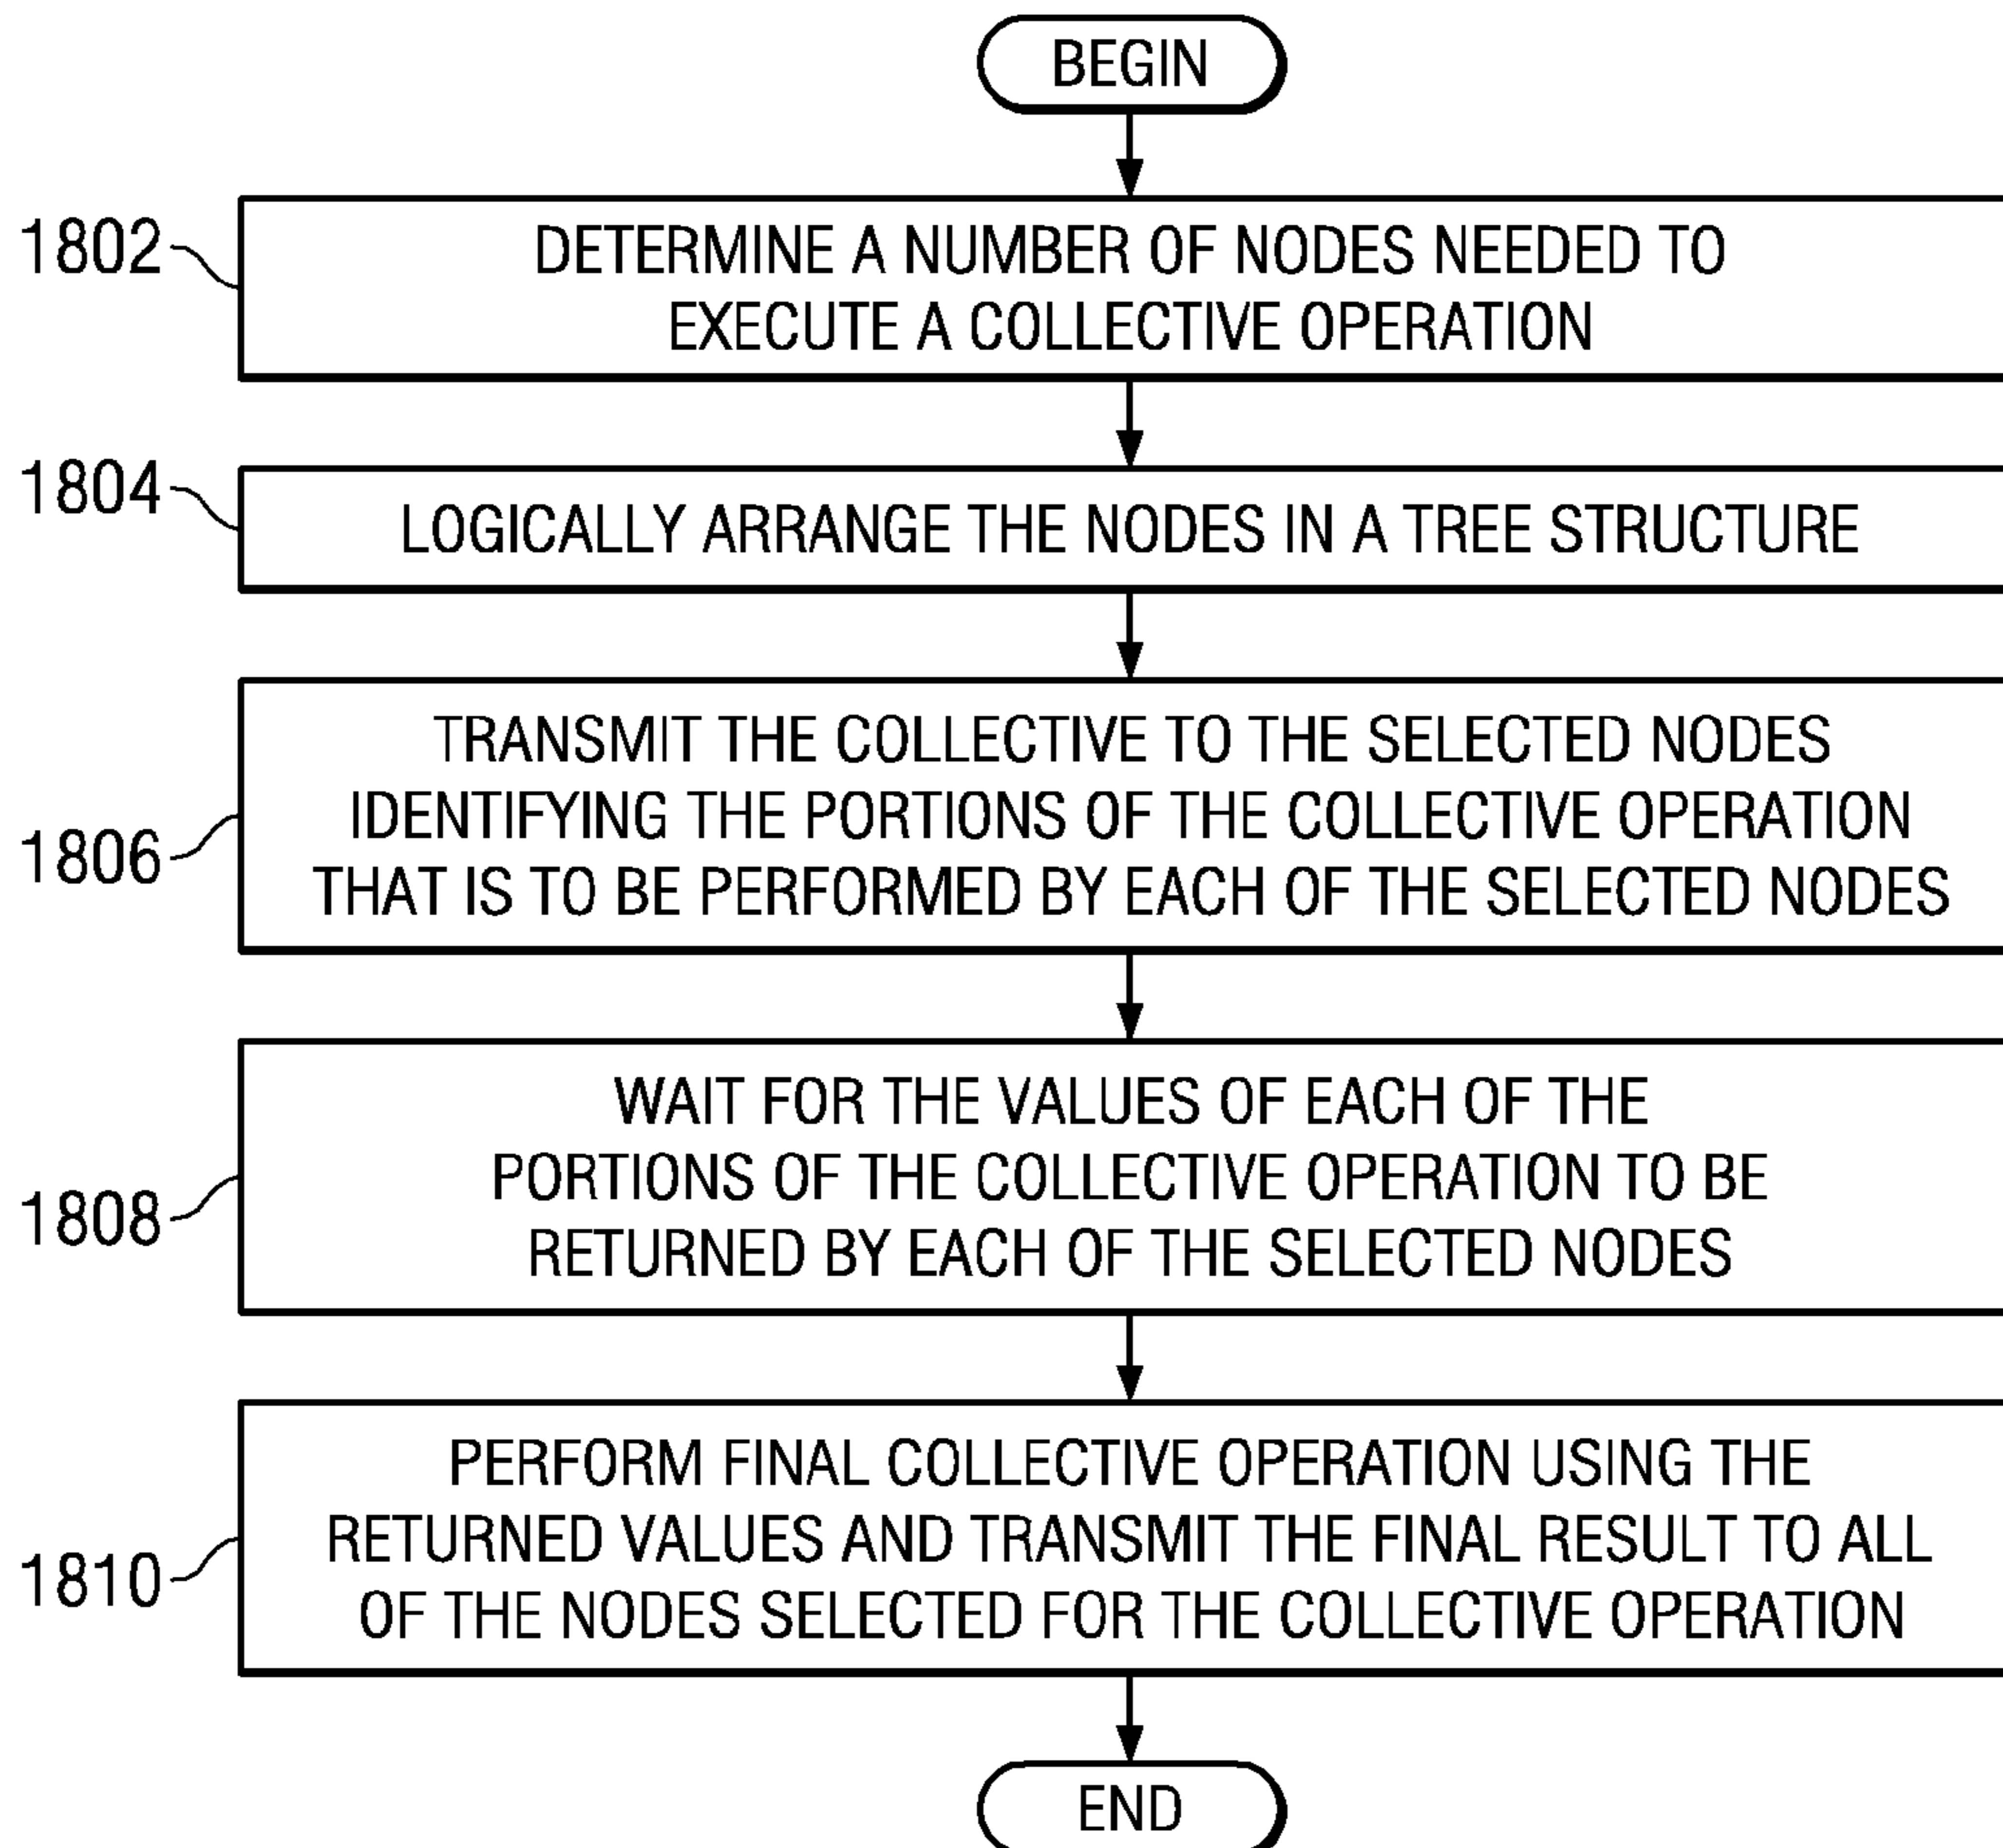 BEGIN
1802
DETERMINE A NUMBER OF NODES NEEDED TO
EXECUTE A COLLECTIVE OPERATION
1804
LOGICALLY ARRANGE THE NODES IN A TREE STRUCTURE
TRANSMIT THE COLLECTIVE TO THE SELECTED NODES
IDENTIFYING THE PORTIONS OF THE COLLECTIVE OPERATION
THAT IS TO BE PERFORMED BY EACH OF THE SELECTED NODES
1806
WAIT FOR THE VALUES OF EACH OF THE
PORTIONS OF THE COLLECTIVE OPERATION TO BE
RETURNED BY EACH OF THE SELECTED NODES
1808
PERFORM FINAL COLLECTIVE OPERATION USING THE
RETURNED VALUES AND TRANSMIT THE FINAL RESULT TO ALL
OF THE NODES SELECTED FOR THE COLLECTIVE OPERATION
1810
END